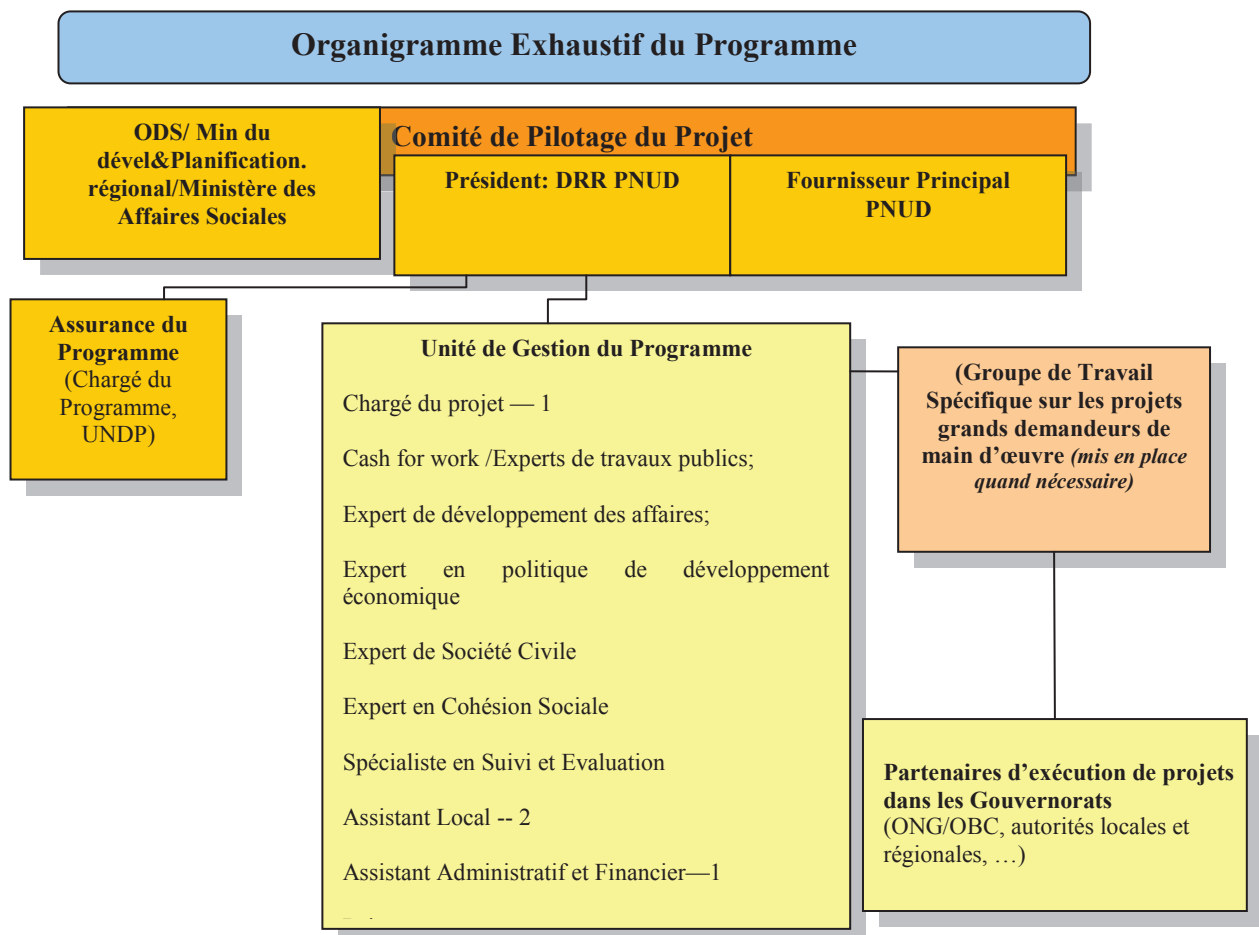 Organigramme Exhaustif du Programme
ODS/ Min du
dével&Planification.
régional/Ministère des
Affaires Sociales
Comité de Pilotage du Projet
Président: DRR PNUD
Fournisseur Principal
PNUD
Assurance du
Programme
(Chargé du
Programme,
UNDP)
Unité de Gestion du Programme
Chargé du projet — 1
Cash for work /Experts de travaux publics;
Expert de développement des affaires;
Expert en politique de développement
économique
Expert de Société Civile
Expert en Cohésion Sociale
Spécialiste en Suivi et Evaluation
Assistant Local -- 2
Assistant Administratif et Financier—1
(Groupe de Travail
Spécifique sur les projets
grands demandeurs de
main d’œuvre (mis en place
quand nécessaire)
Partenaires d’exécution de projets
dans les Gouvernorats
(ONG/OBC, autorités locales et
régionales, …)